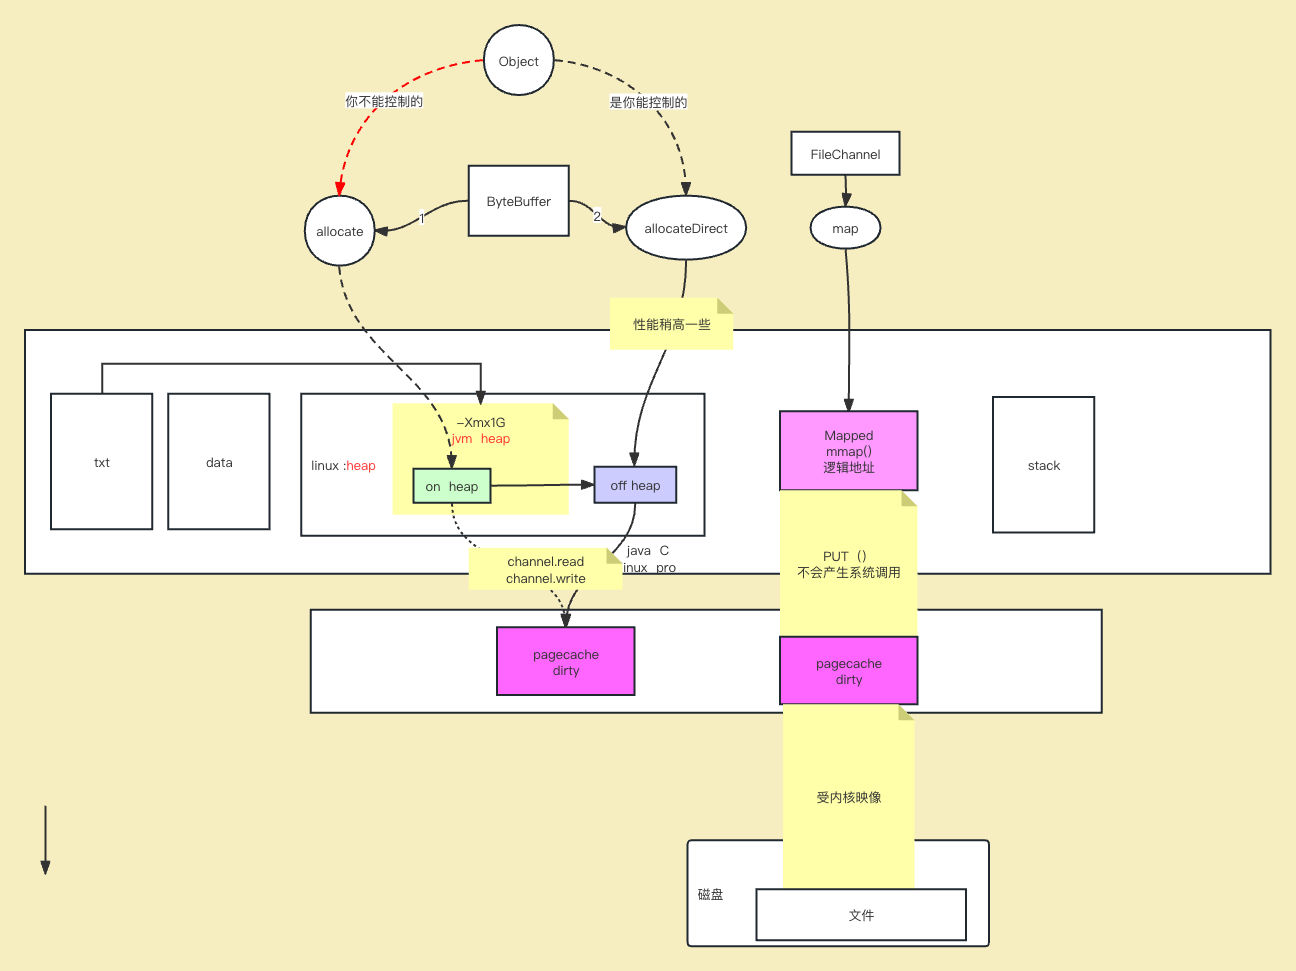 Object
你不能控制的
是你能控制的
FileChannel
ByteBuffer
1
2
allocate
allocateDirect
map
性能稍高一些
txt
data
linux :heap
-Xmx1G
jvm heap
on heap
off heap
Mapped
mmap()
逻辑地址
stack
channel.read
channel.write
java C
inux pro
PUT（）
不会产生系统调用
pagecache
dirty
pagecache
dirty
受内核映像
磁盘
文件